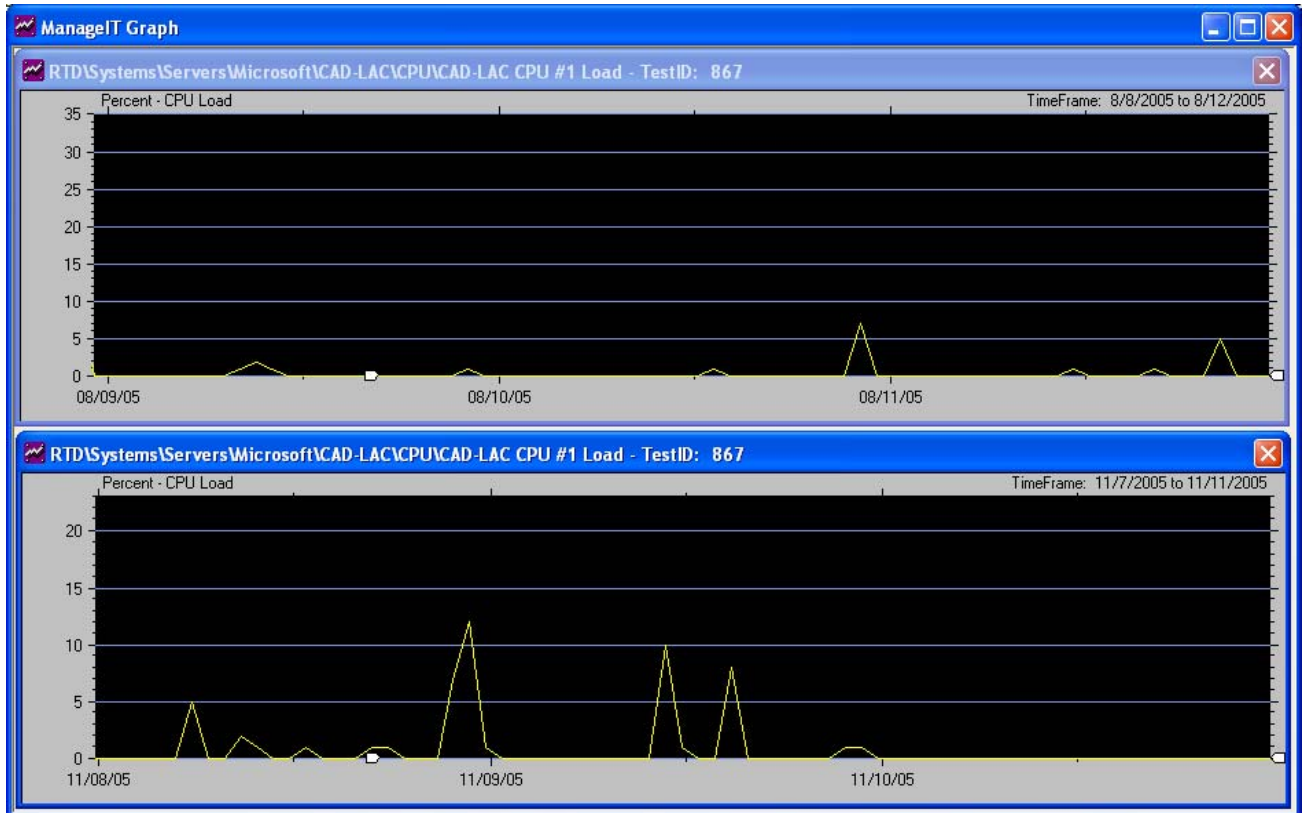 ManageIT Graph
RTD\Systems\Servers\Microsoft\CAD-LAC\CPU\CAD-LAC CPU #1 Load - TestID: 867
Percent - CPU Load TimeFrame: 8/8/2005 to 8/12/2005
35
30
25
20
15
10
5
0
08/09/05 08/10/05 08/11/05
RTD\Systems\Servers\Microsoft\CAD-LAC\CPU\CAD-LAC CPU #1 Load - TestID: 867
Percent - CPU Load TimeFrame: 11/7/2005 to 11/11/2005
20
15
10
5
0
11/08/05 11/09/05 11/10/05